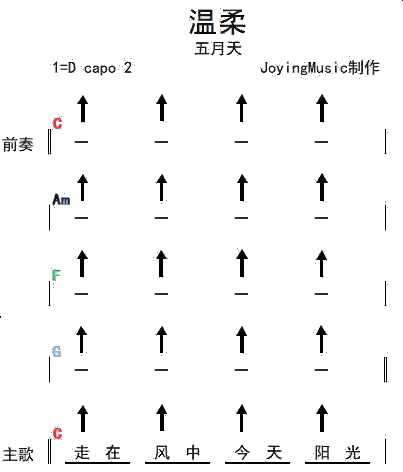 温柔
五月天
1=D capo 2 JoyingMusic制作
C
前奏
Am
F
G
C
主歌 走 在 风 中 今 天 阳 光